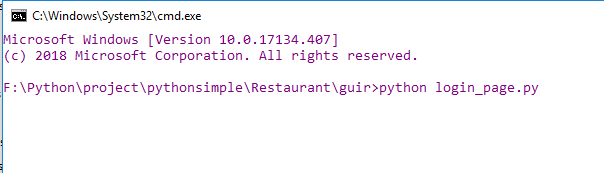 C:\Windows\System32\cmd.exe
Microsoft Windows [Version 10.0.17134.407]
(c) 2018 Microsoft Corporation. All rights reserved.
F:\Python\project\pythonsimple\Restaurant\guir>python login_page.py